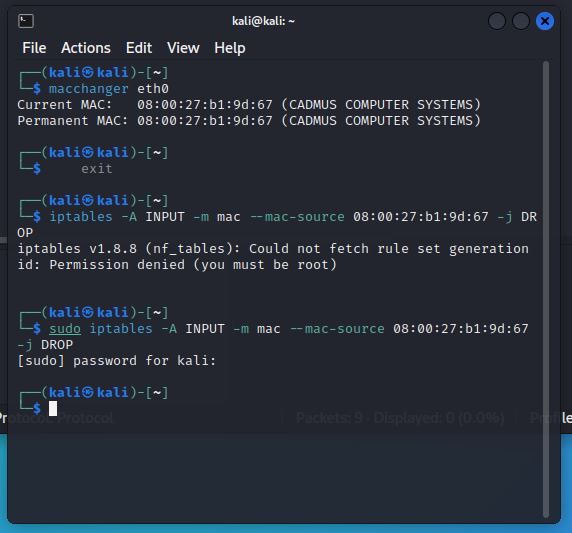 kali@kali: ~
File Actions Edit View Help
┌──(kali㉿kali)-[~]
└─$ macchanger eth0
Current MAC:   08:00:27:b1:9d:67 (CADMUS COMPUTER SYSTEMS)
Permanent MAC: 08:00:27:b1:9d:67 (CADMUS COMPUTER SYSTEMS)
┌──(kali㉿kali)-[~]
└─$     exit
┌──(kali㉿kali)-[~]
└─$ iptables -A INPUT -m mac --mac-source 08:00:27:b1:9d:67 -j DR
OP
iptables v1.8.8 (nf_tables): Could not fetch rule set generation
id: Permission denied (you must be root)
┌──(kali㉿kali)-[~]
└─$ sudo iptables -A INPUT -m mac --mac-source 08:00:27:b1:9d:67
-j DROP
[sudo] password for kali:
┌──(kali㉿kali)-[~]
└─$
Protocol: Protocol Packets: 9 · Displayed: 0 (0.0%) Profile